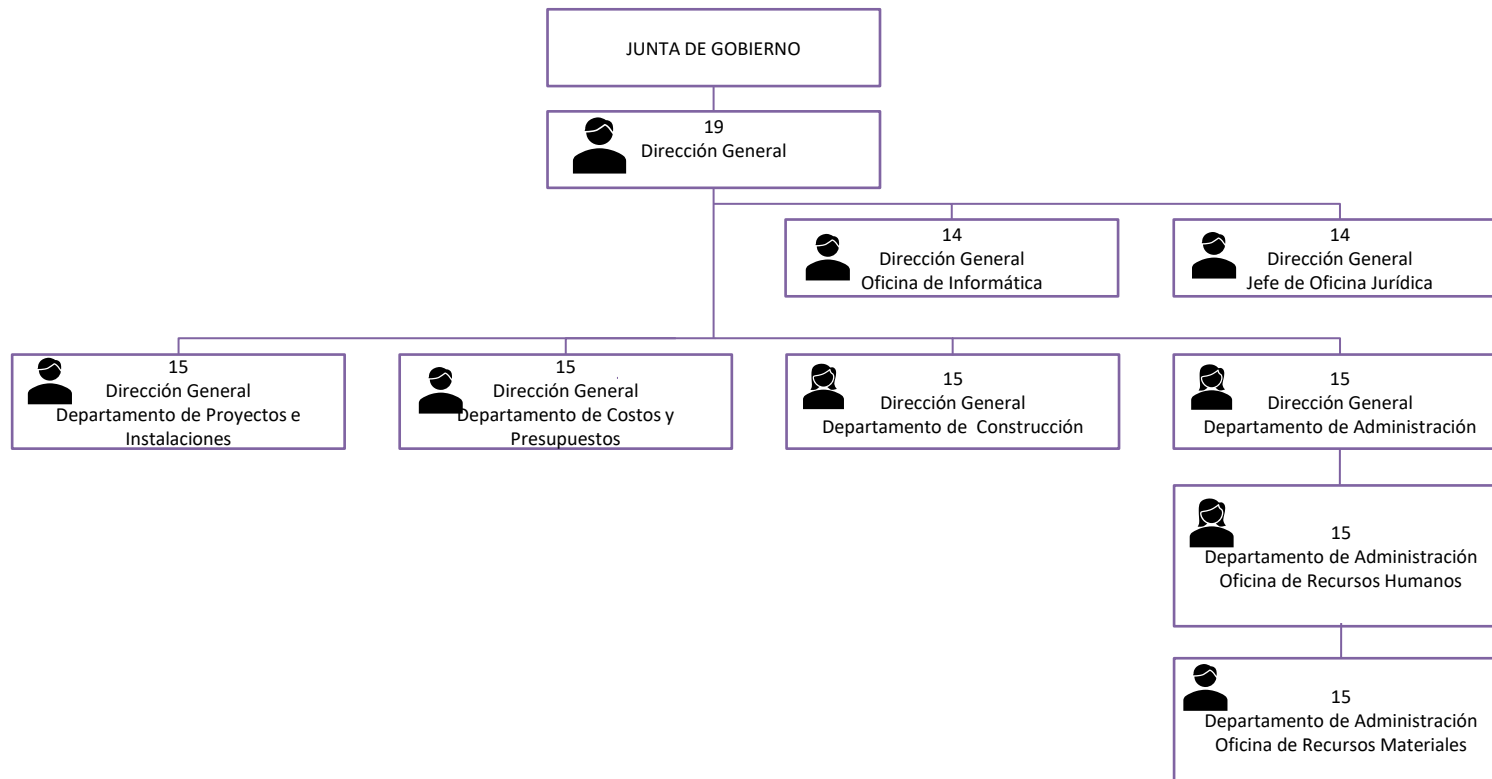 JUNTA DE GOBIERNO
19
Dirección General
14
Dirección General
Oficina de Informática
14
Dirección General
Jefe de Oficina Jurídica
15
Dirección General
Departamento de Proyectos e
Instalaciones
15
Dirección General
Departamento de Costos y
Presupuestos
15
Dirección General
Departamento de  Construcción
15
Dirección General
Departamento de Administración
15
Departamento de Administración
Oficina de Recursos Humanos
15
Departamento de Administración
Oficina de Recursos Materiales